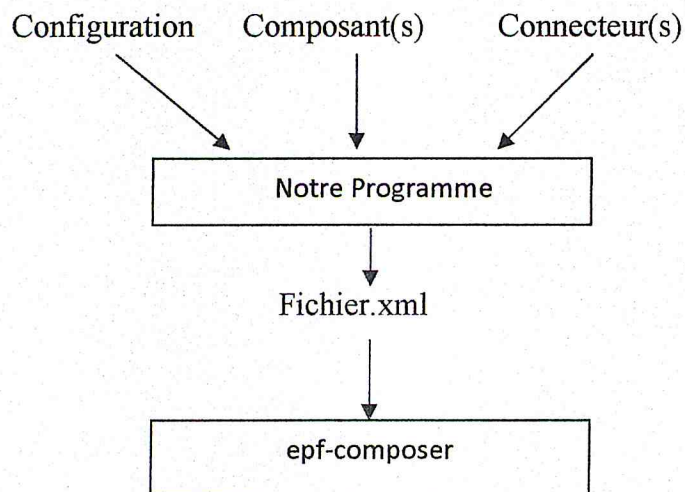 Configuration Composant(s) Connecteur(s)
Notre Programme
Fichier.xml
epf-composer